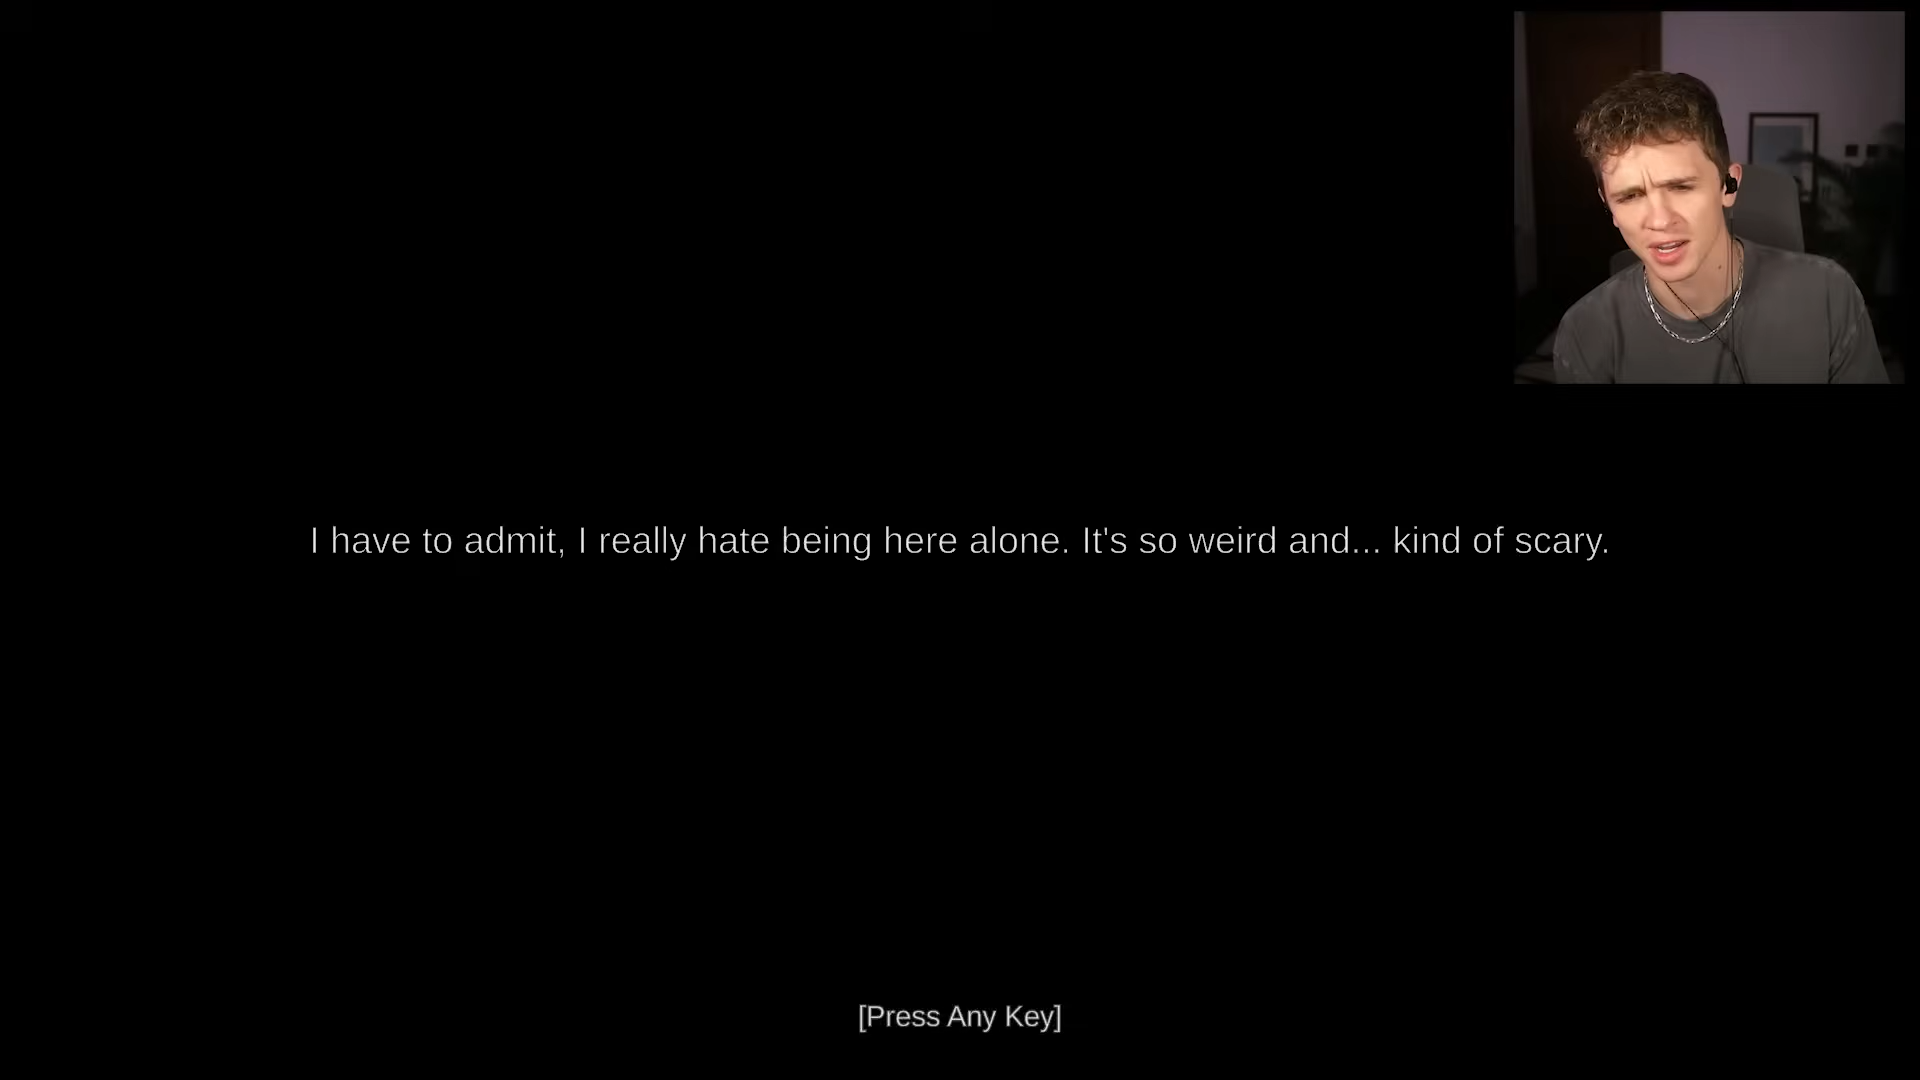 I have to admit, I really hate being here alone. It's so weird and... kind of scary.
[Press Any Key]